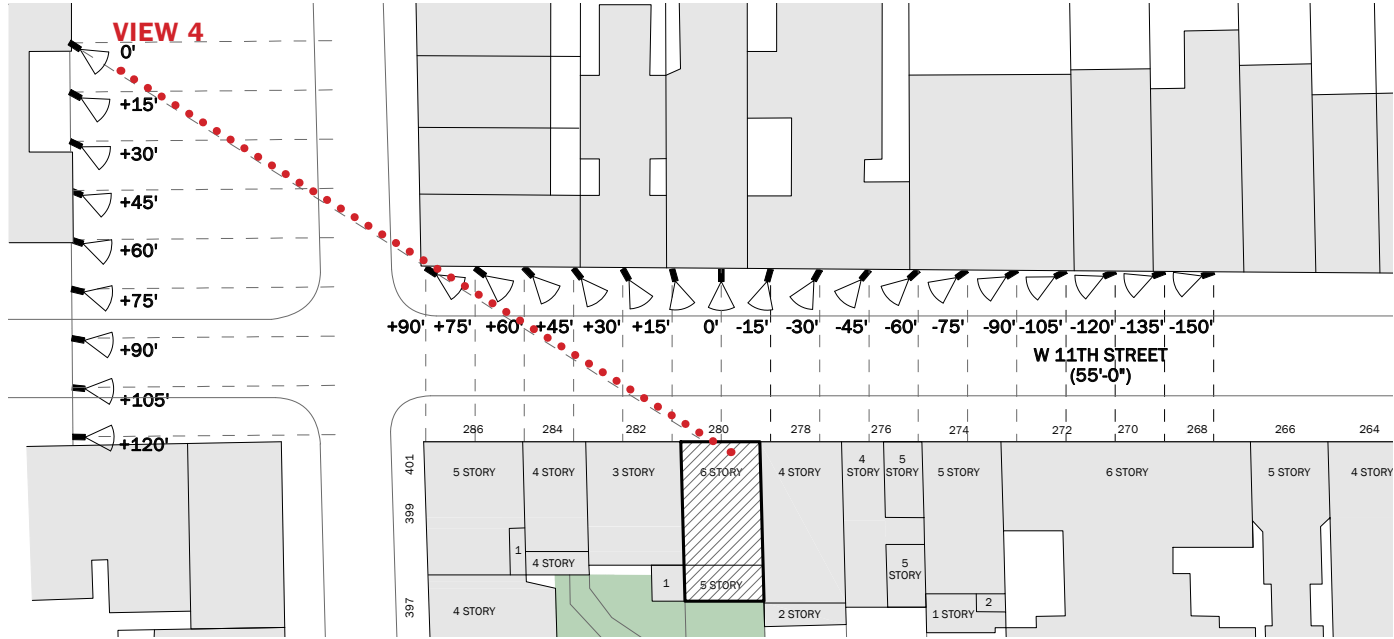 VIEW 4
0'
+15'
+30'
+45'
+60'
+75'
+90'
+105'
+120'
+90' +75' +60' +45' +30' +15' 0' -15' -30' -45' -60' -75' -90' -105' -120' -135' -150'
W 11TH STREET
(55'-0")
286 284 282 280 278 276 274 272 270 268 266 264
401
399
397
5 STORY 4 STORY 3 STORY 6 STORY 4 STORY
4
STORY
5
STORY
5 STORY 6 STORY 5 STORY 4 STORY
1
4 STORY
1
5 STORY
5
STORY
4 STORY
2 STORY
1 STORY
2